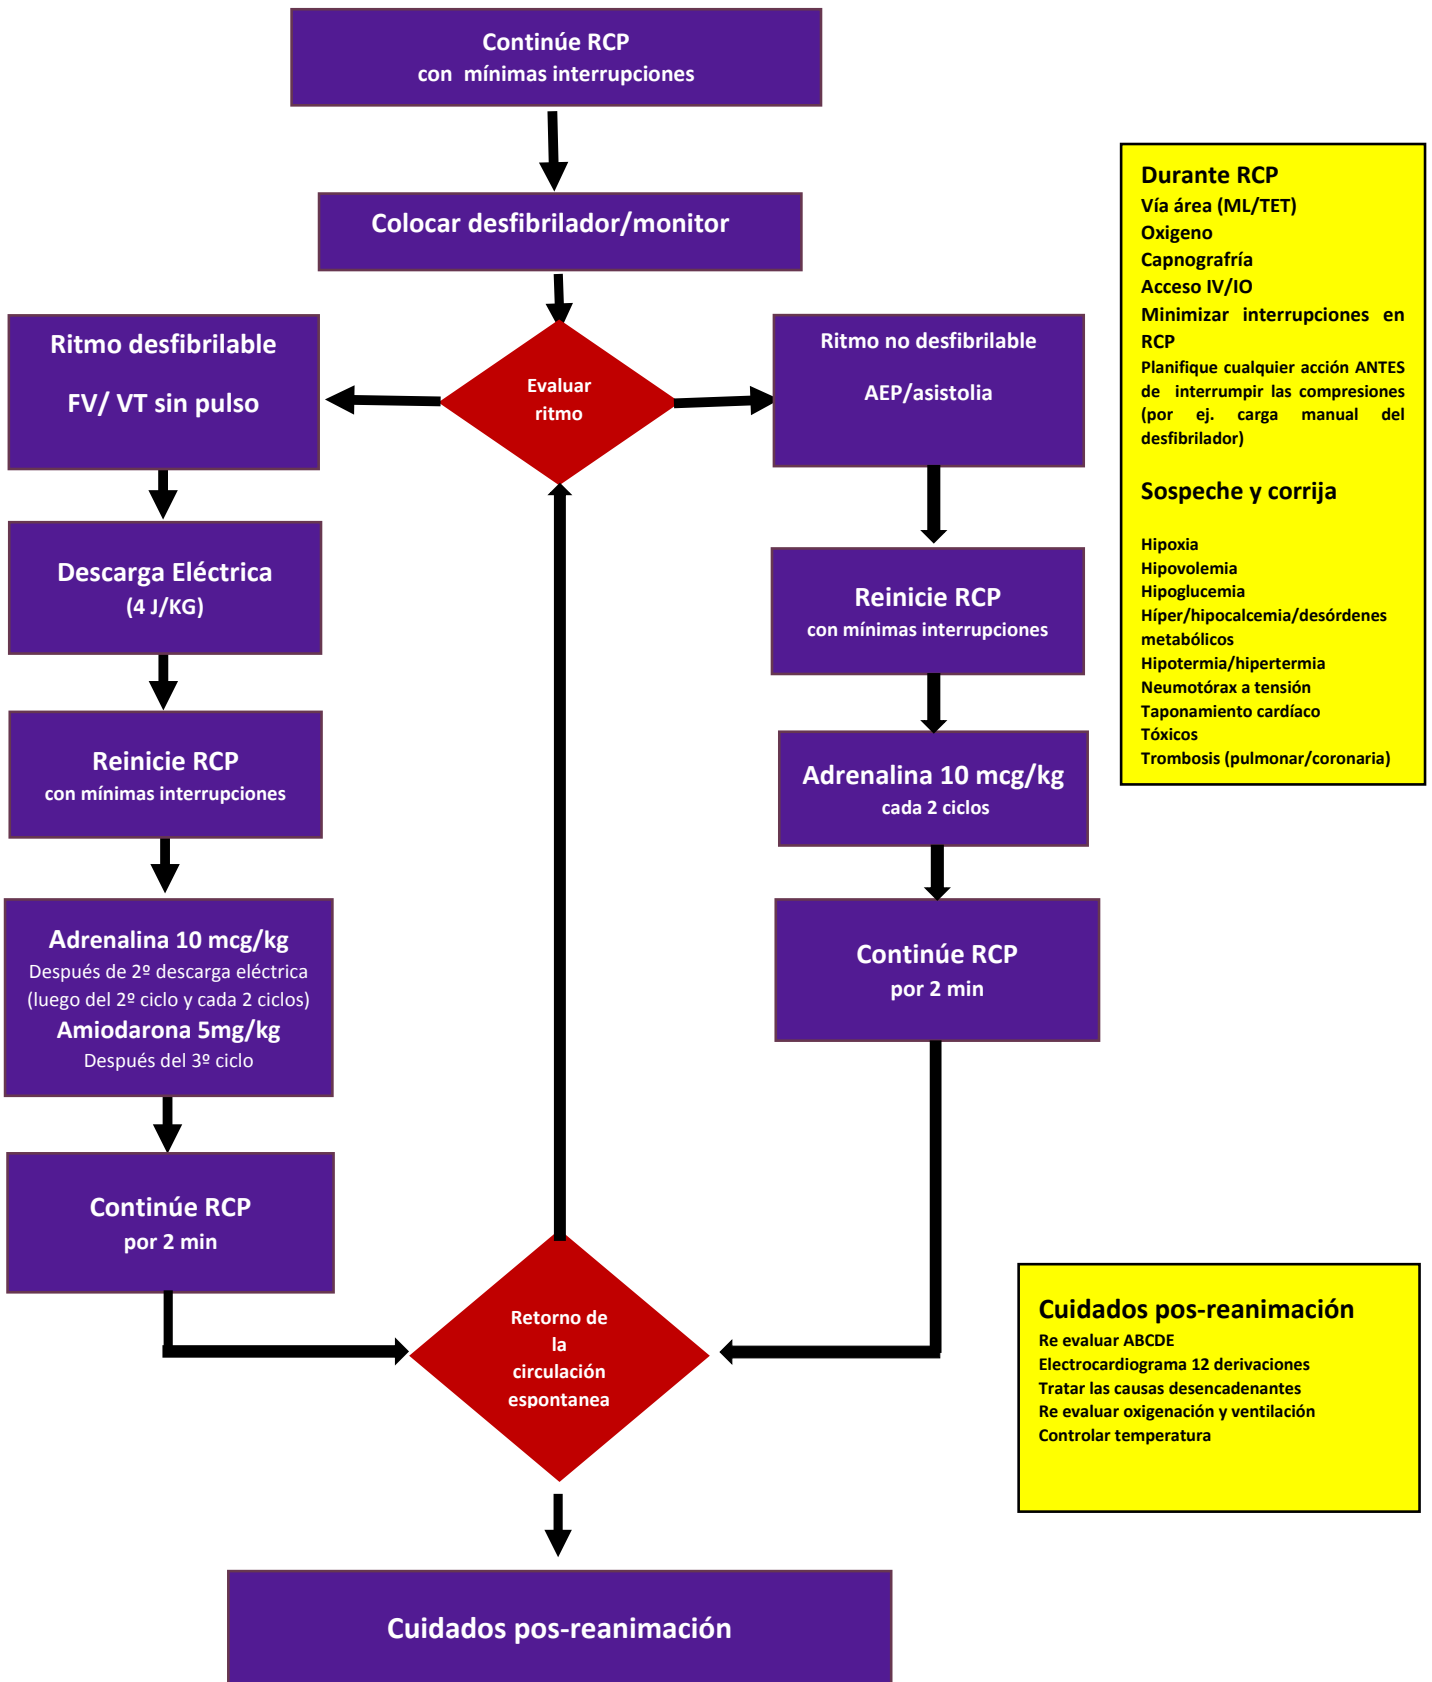 Continúe RCP
con mínimas interrupciones
Colocar desfibrilador/monitor
Evaluar
ritmo
Ritmo desfibrilable
FV/ VT sin pulso
Descarga Eléctrica
(4 J/KG)
Reinicie RCP
con mínimas interrupciones
Adrenalina 10 mcg/kg
Después de 2º descarga eléctrica
(luego del 2º ciclo y cada 2 ciclos)
Amiodarona 5mg/kg
Después del 3º ciclo
Continúe RCP
por 2 min
Ritmo no desfibrilable
AEP/asistolia
Reinicie RCP
con mínimas interrupciones
Adrenalina 10 mcg/kg
cada 2 ciclos
Continúe RCP
por 2 min
Retorno de
la
circulación
espontanea
Cuidados pos-reanimación
Durante RCP
Vía área (ML/TET)
Oxigeno
Capnografría
Acceso IV/IO
Minimizar interrupciones en
RCP
Planifique cualquier acción ANTES
de interrumpir las compresiones
(por ej. carga manual del
desfibrilador)
Sospeche y corrija
Hipoxia
Hipovolemia
Hipoglucemia
Híper/hipocalcemia/desórdenes
metabólicos
Hipotermia/hipertermia
Neumotórax a tensión
Taponamiento cardíaco
Tóxicos
Trombosis (pulmonar/coronaria)
Cuidados pos-reanimación
Re evaluar ABCDE
Electrocardiograma 12 derivaciones
Tratar las causas desencadenantes
Re evaluar oxigenación y ventilación
Controlar temperatura